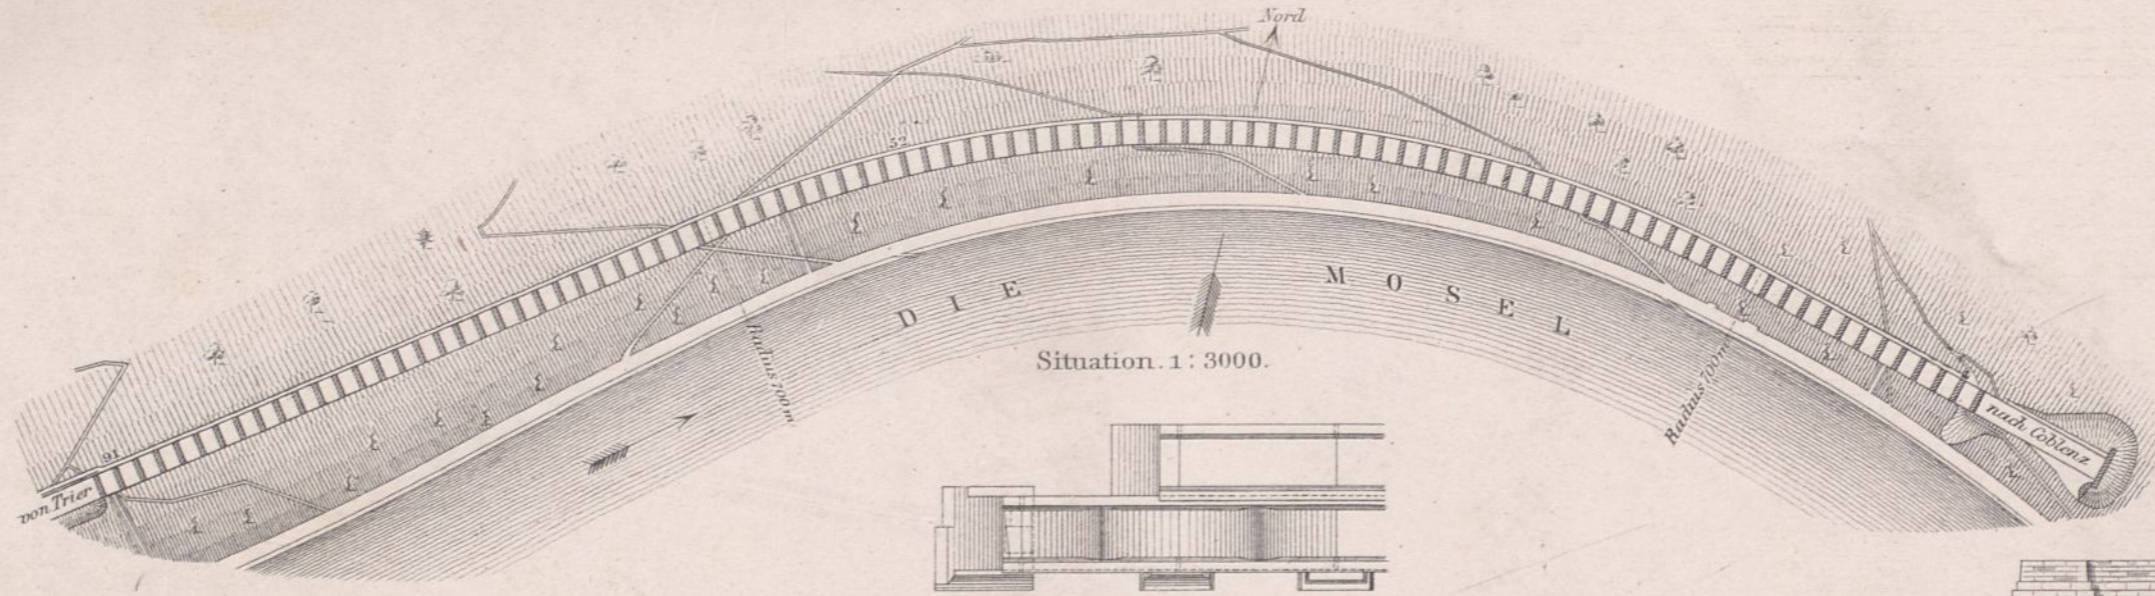 Nord
52
DIE MOSEL
Radius 700 m
Situation. 1: 3000.
Radius 700 m
91
von Trier
nach Coblenz